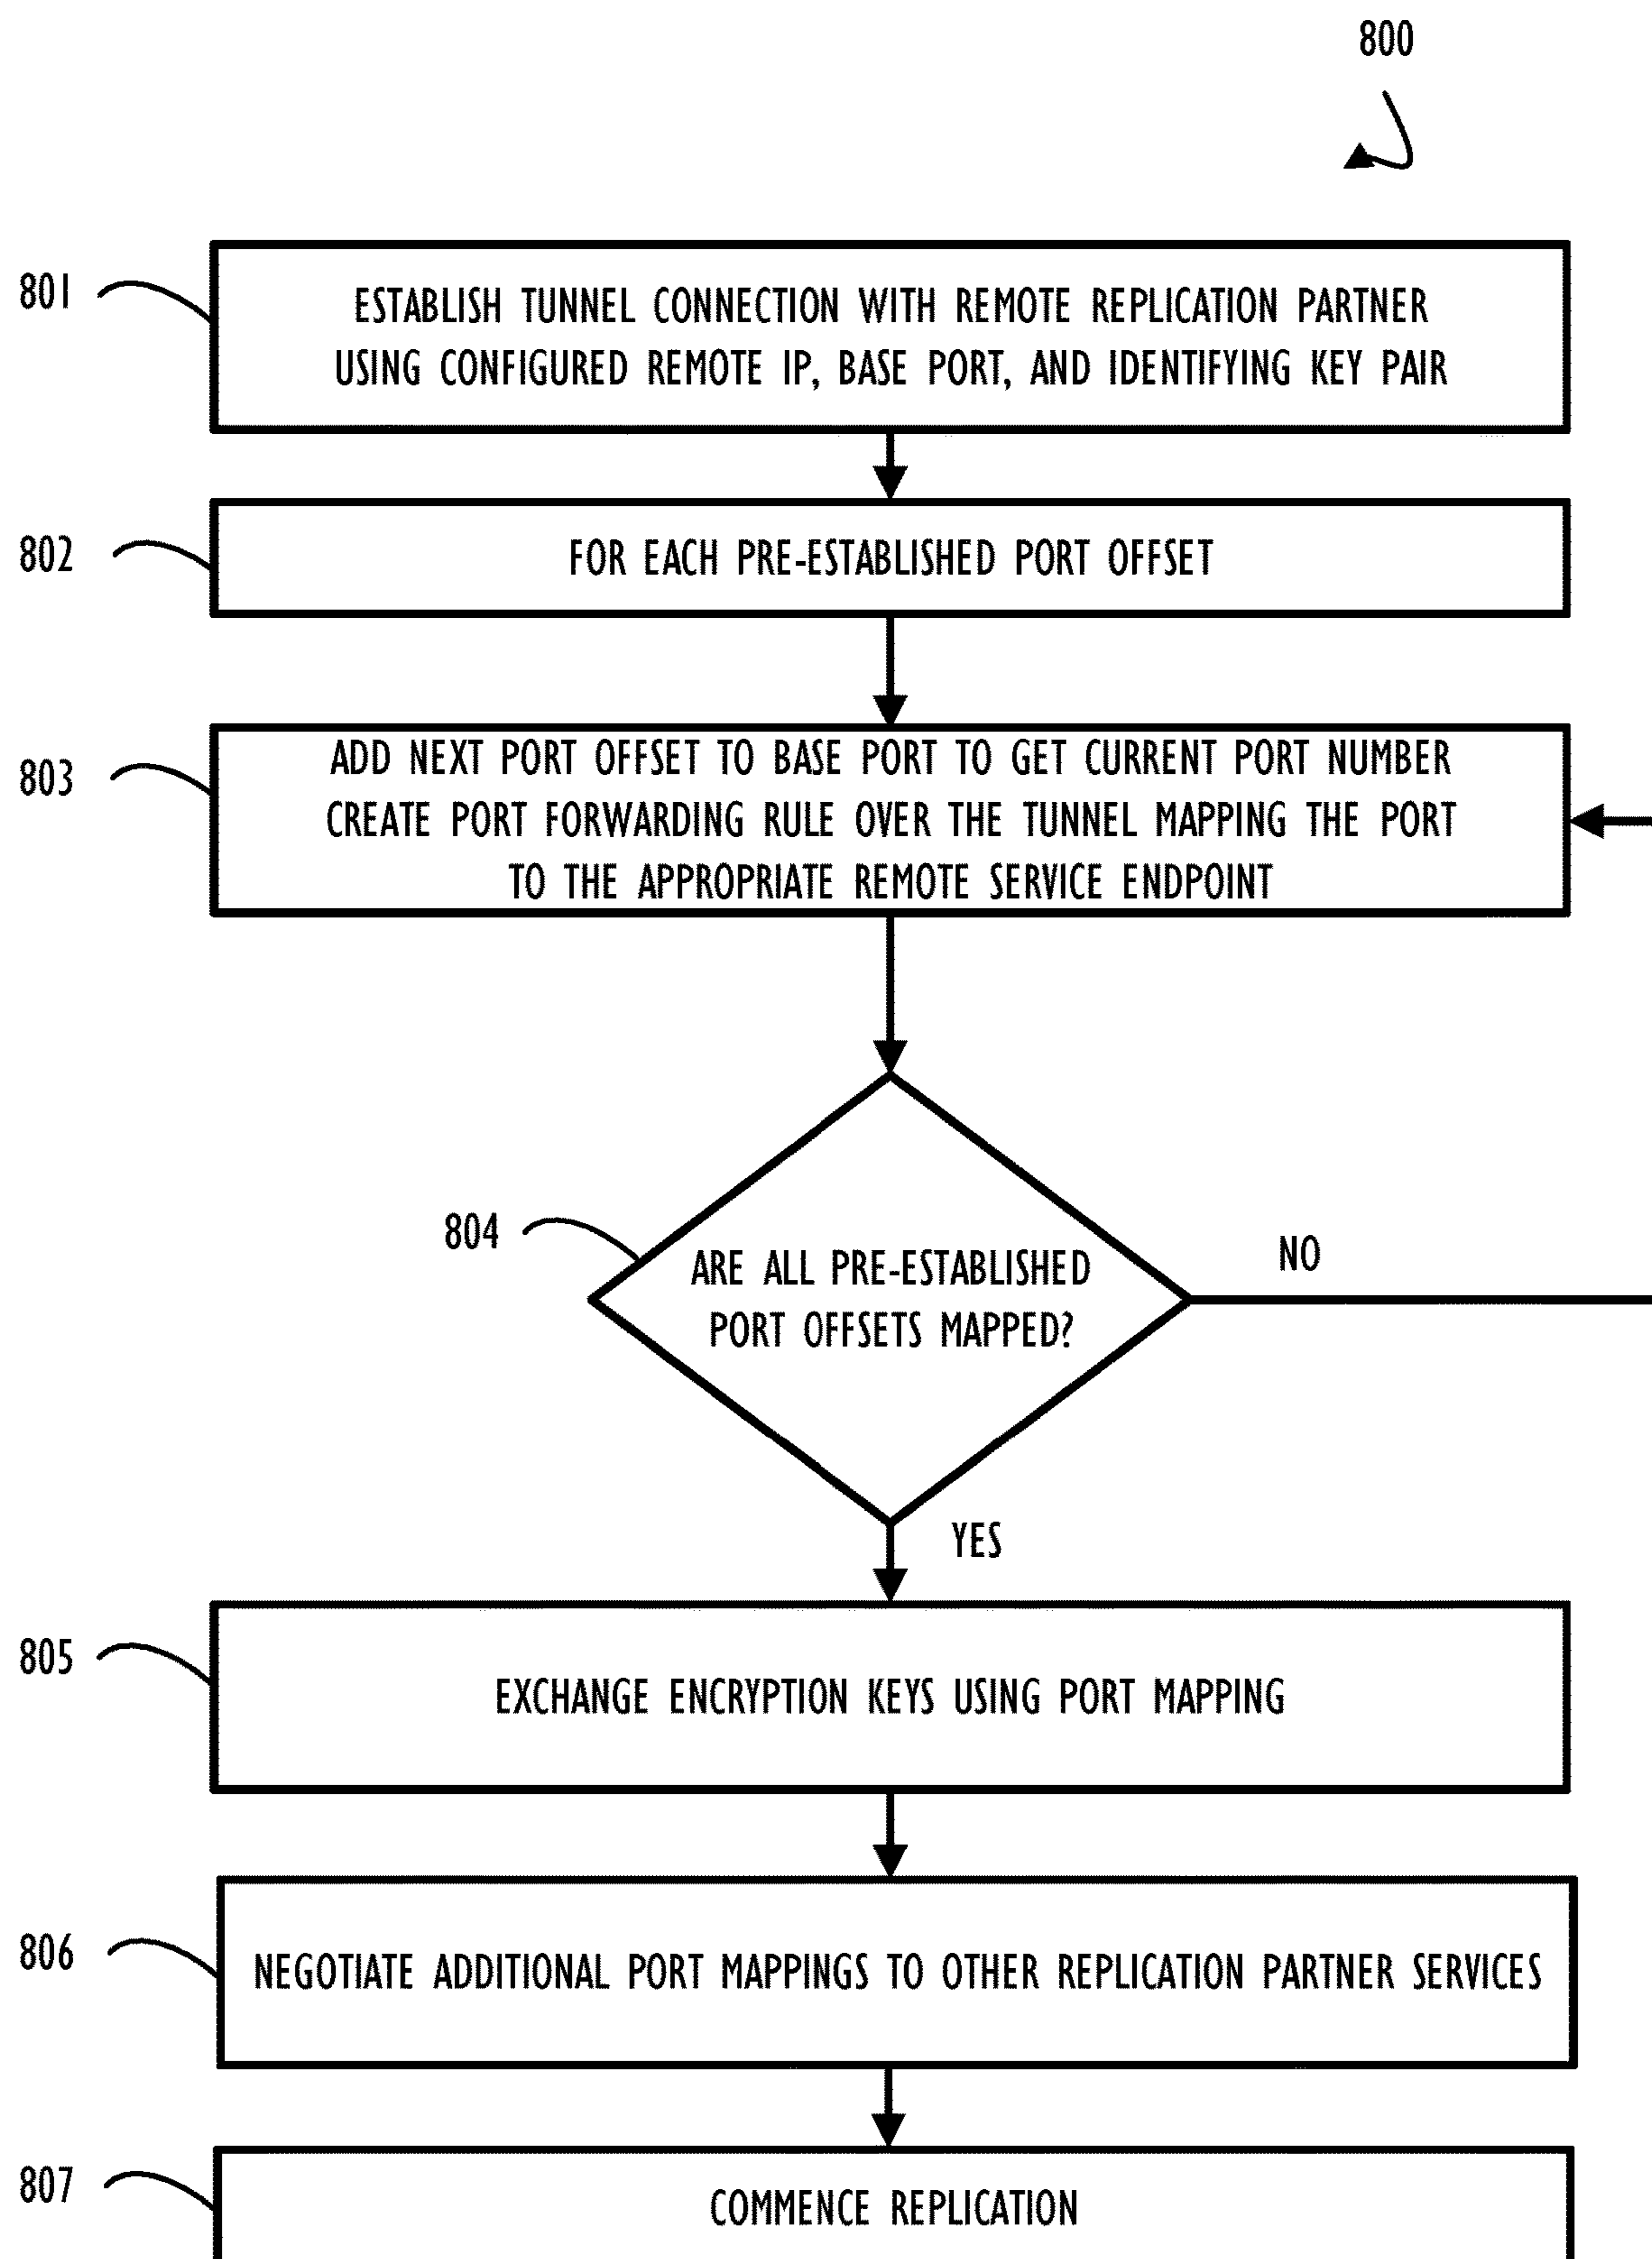 800
801
ESTABLISH TUNNEL CONNECTION WITH REMOTE REPLICATION PARTNER
USING CONFIGURED REMOTE IP, BASE PORT, AND IDENTIFYING KEY PAIR
802
FOR EACH PRE-ESTABLISHED PORT OFFSET
803
ADD NEXT PORT OFFSET TO BASE PORT TO GET CURRENT PORT NUMBER
CREATE PORT FORWARDING RULE OVER THE TUNNEL MAPPING THE PORT
TO THE APPROPRIATE REMOTE SERVICE ENDPOINT
804
ARE ALL PRE-ESTABLISHED
PORT OFFSETS MAPPED?
NO
YES
805
EXCHANGE ENCRYPTION KEYS USING PORT MAPPING
806
NEGOTIATE ADDITIONAL PORT MAPPINGS TO OTHER REPLICATION PARTNER SERVICES
807
COMMENCE REPLICATION